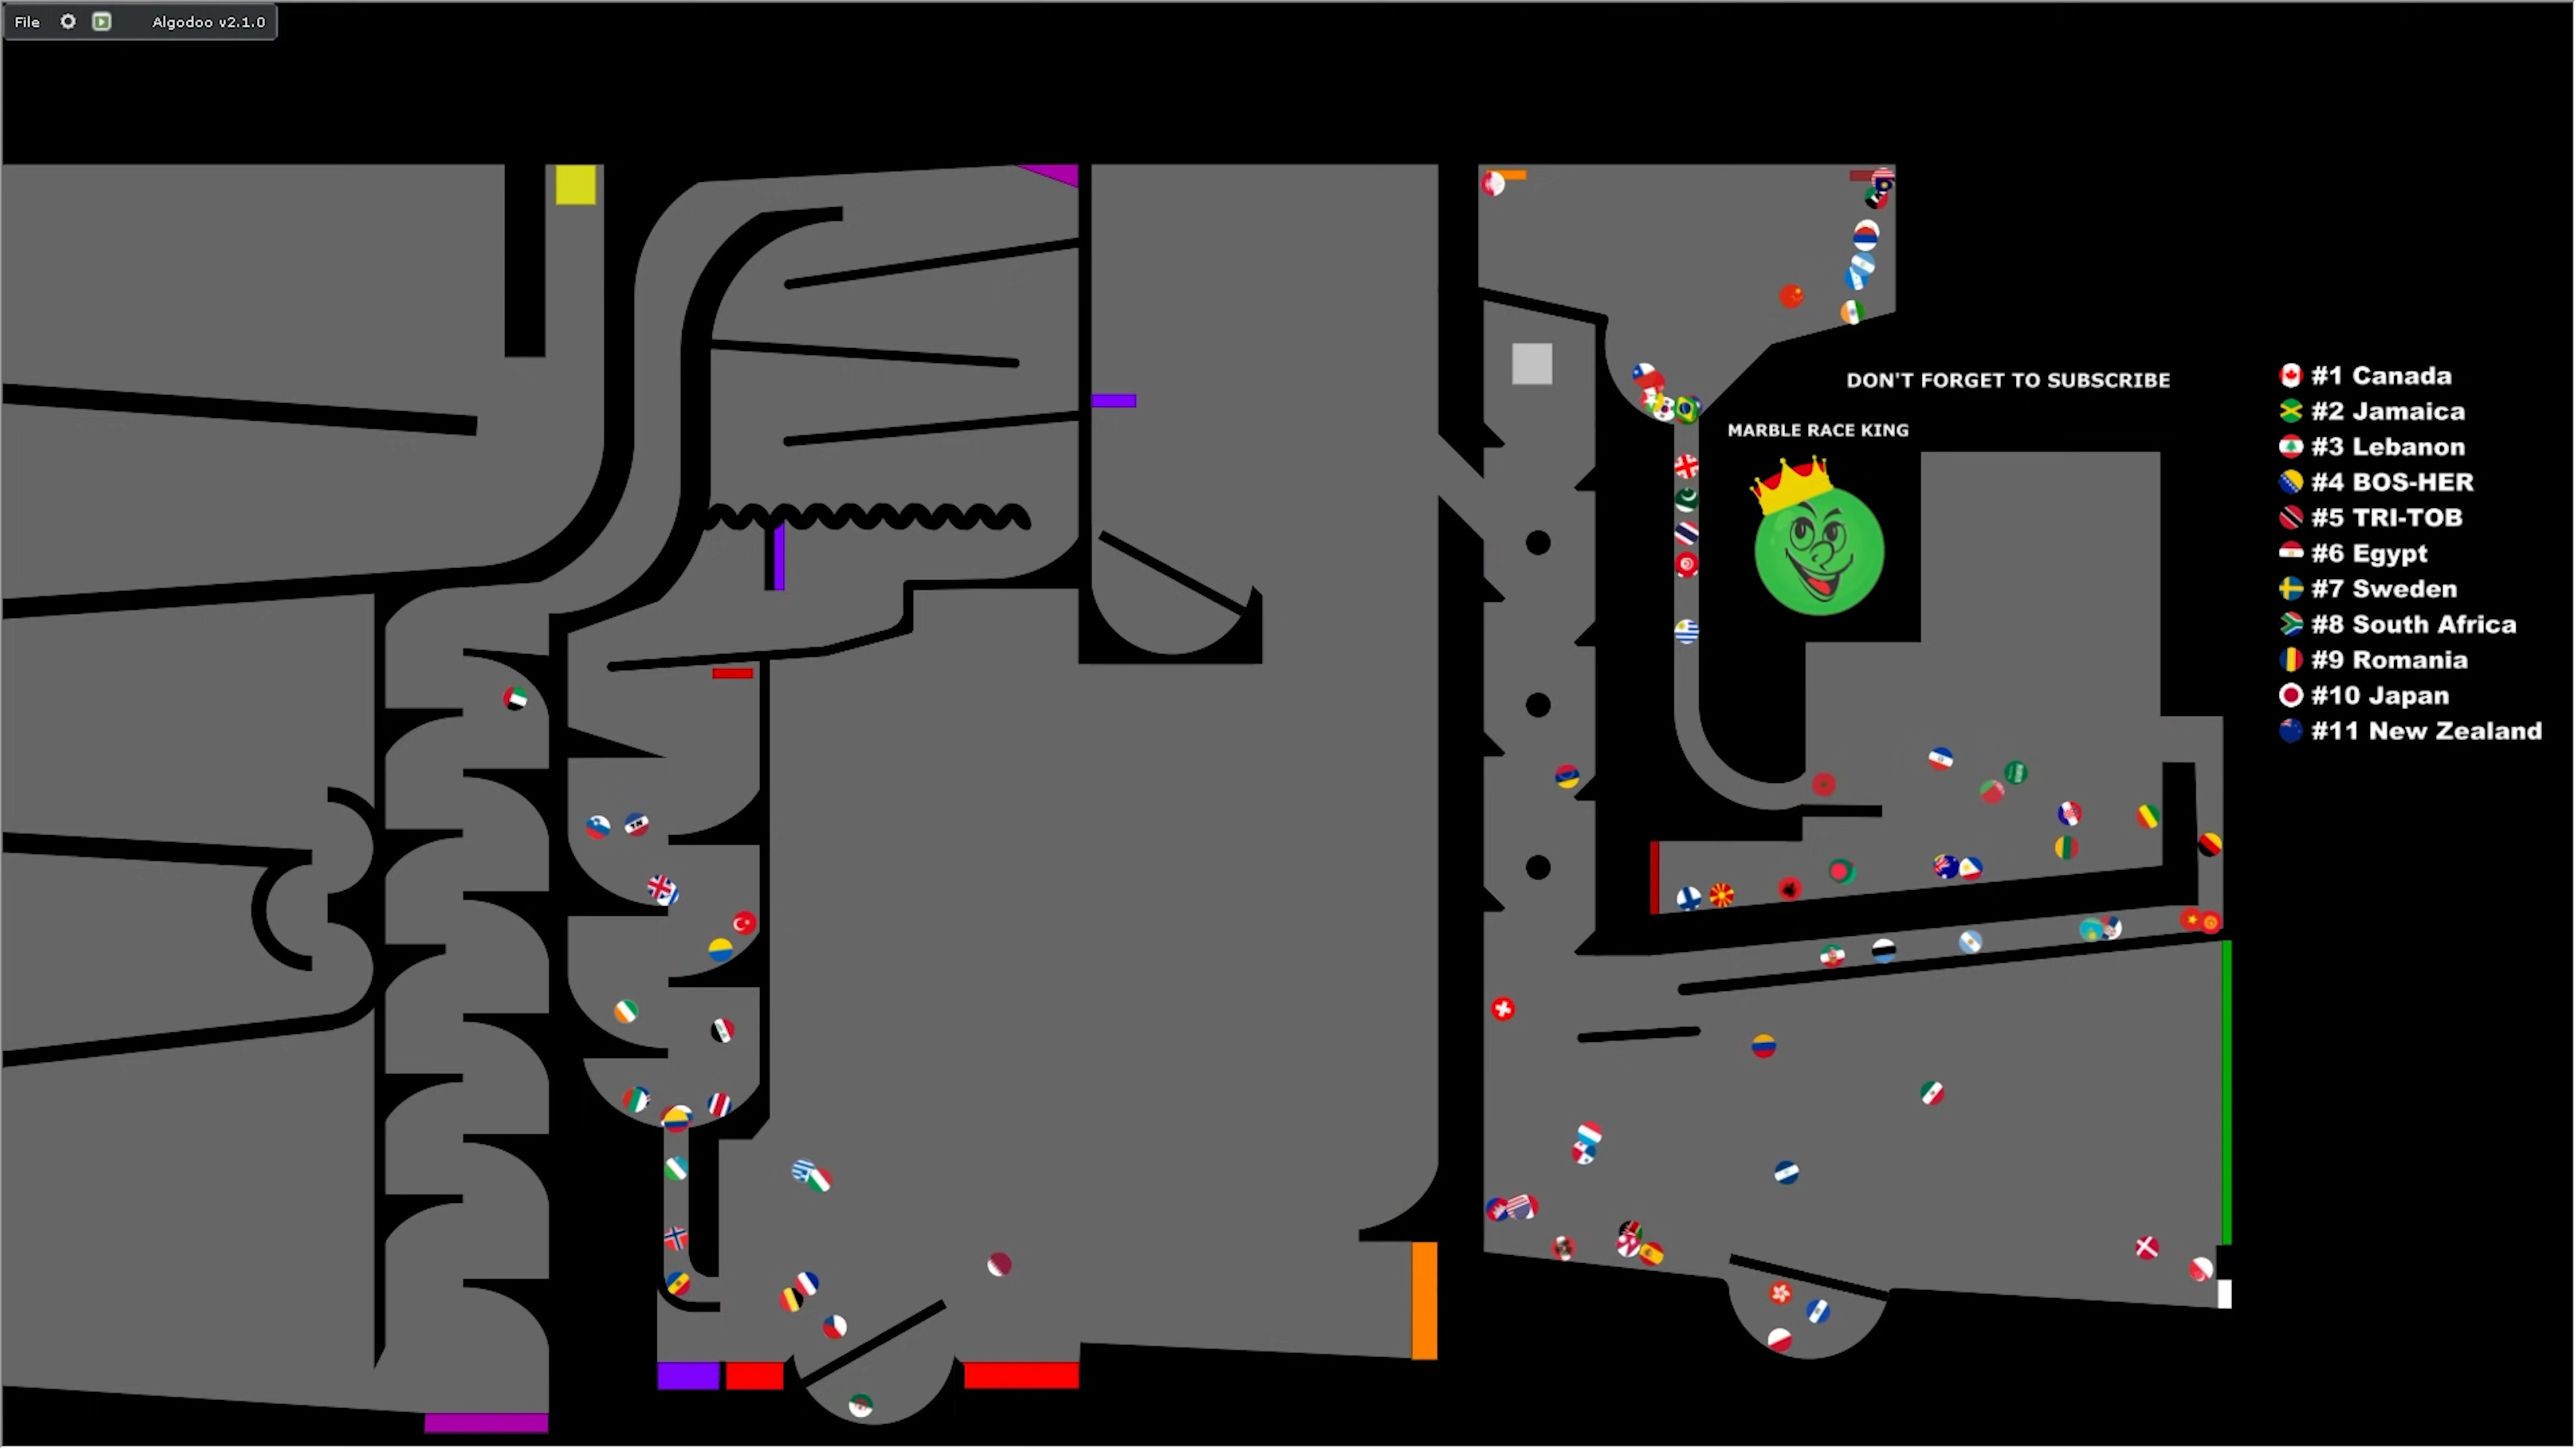 File Algodoo v2.1.0
DON'T FORGET TO SUBSCRIBE
MARBLE RACE KING
#1 Canada
#2 Jamaica
#3 Lebanon
#4 BOS-HER
#5 TRI-TOB
#6 Egypt
#7 Sweden
#8 South Africa
#9 Romania
#10 Japan
#11 New Zealand